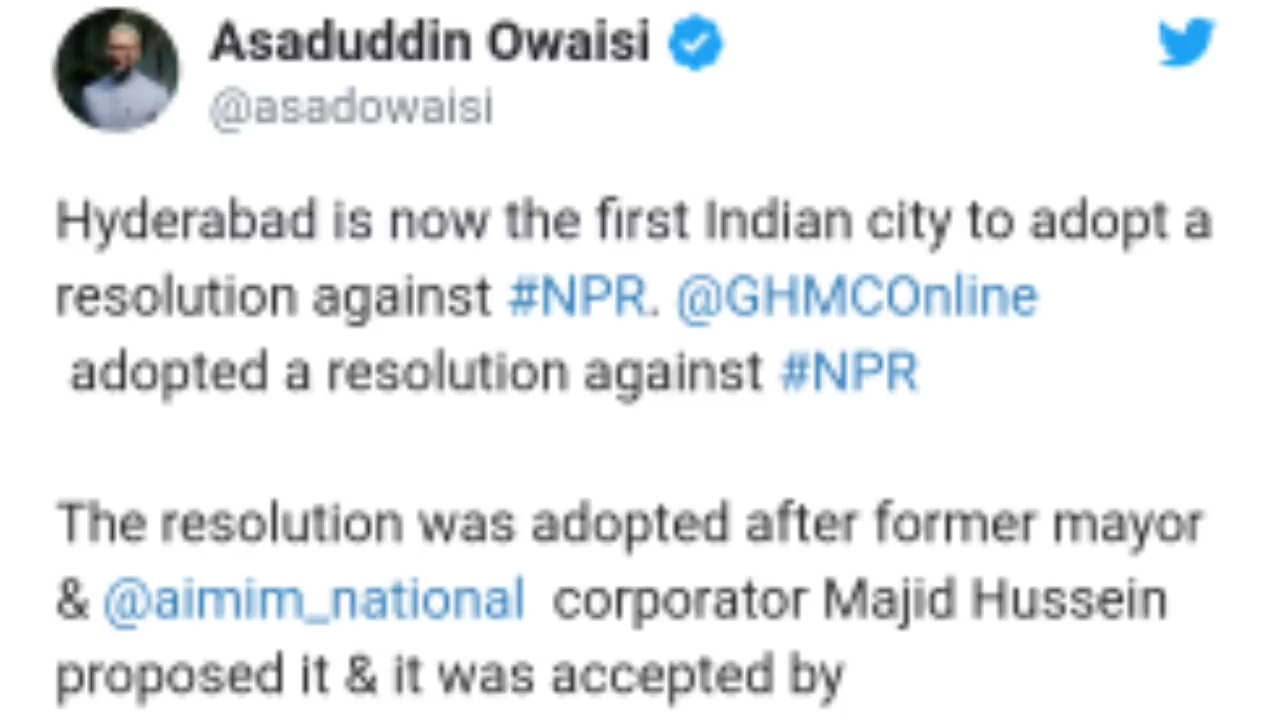 Asaduddin Owaisi
@asadowaisi
Hyderabad is now the first Indian city to adopt a
resolution against #NPR. @GHMCOnline
adopted a resolution against #NPR
The resolution was adopted after former mayor
& @aimim_national corporator Majid Hussein
proposed it & it was accepted by